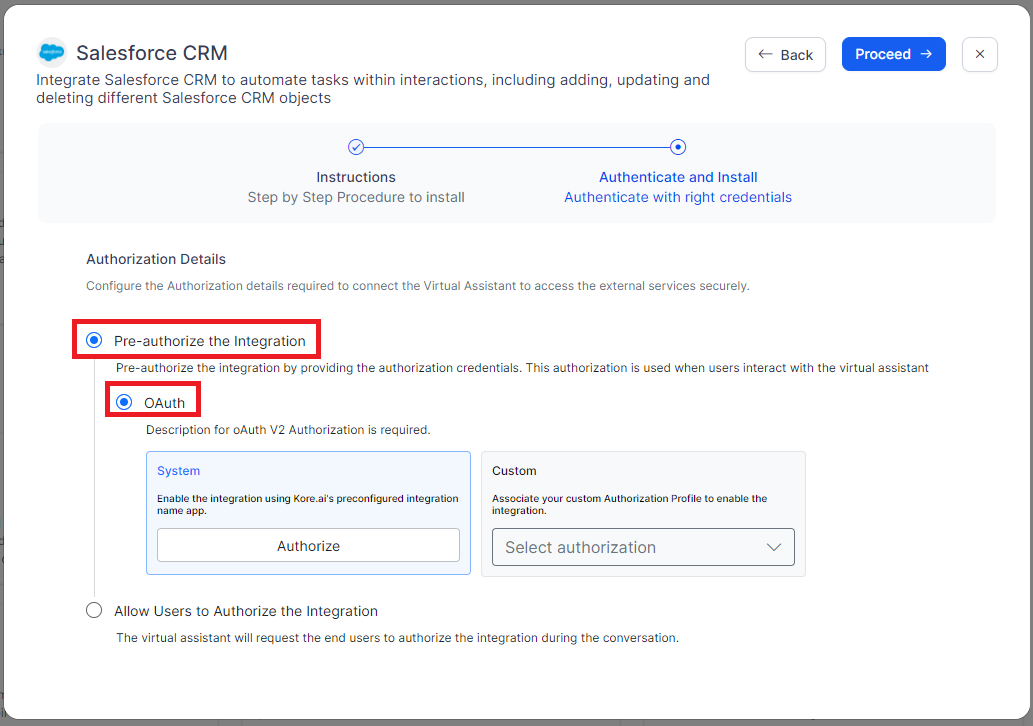 Salesforce CRM
Integrate Salesforce CRM to automate tasks within interactions, including adding, updating and
deleting different Salesforce CRM objects
Back
Proceed
Instructions
Step by Step Procedure to install
Authenticate and Install
Authenticate with right credentials
Authorization Details
Configure the Authorization details required to connect the Virtual Assistant to access the external services securely.
Pre-authorize the Integration
Pre-authorize the integration by providing the authorization credentials. This authorization is used when users interact with the virtual assistant
OAuth
Description for oAuth V2 Authorization is required.
System
Enable the integration using Kore.ai's preconfigured integration
name app.
Authorize
Custom
Associate your custom Authorization Profile to enable the
integration.
Select authorization
Allow Users to Authorize the Integration
The virtual assistant will request the end users to authorize the integration during the conversation.